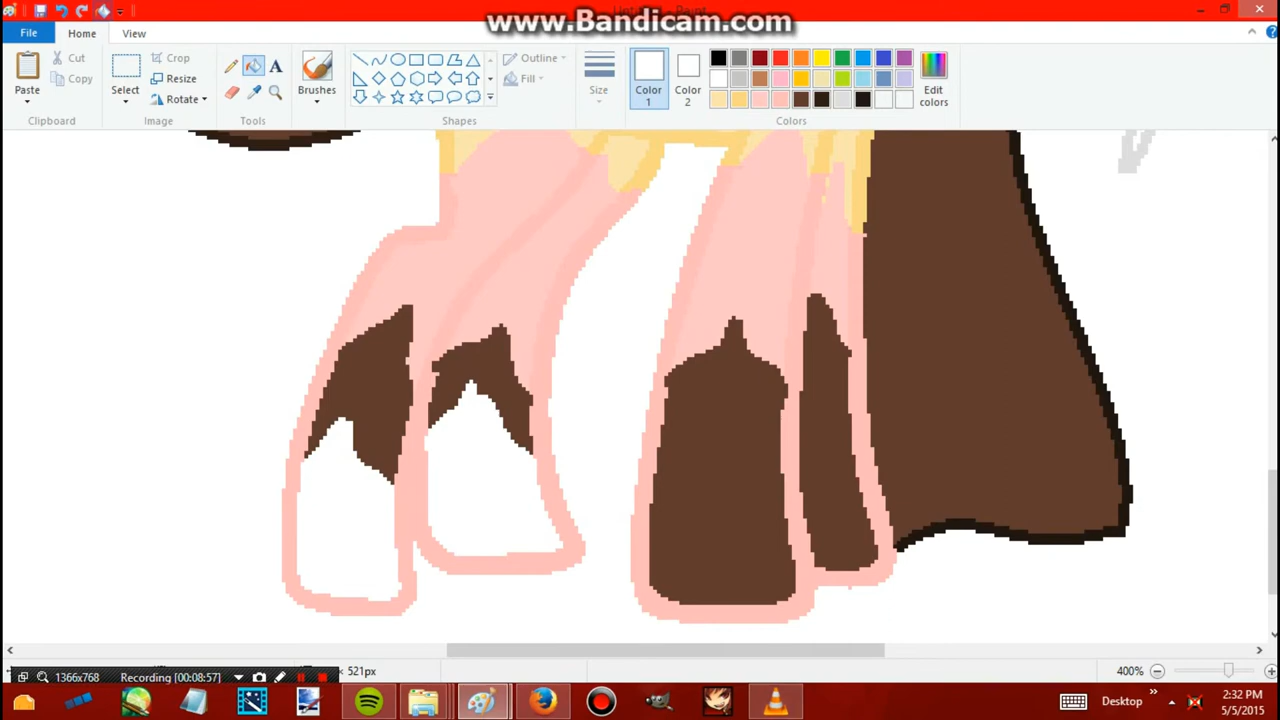 www.Bandicam.com
File
Home
View
Paste
Cut
Copy
Clipboard
Select
Crop
Resize
Rotate
Image
A
Tools
Brushes
Outline
Fill
Shapes
Size
Color
1
Color
2
Edit
colors
Colors
1366x768
Recording [00:08:57]
× 521px
400%
Desktop
2:32 PM
5/5/2015